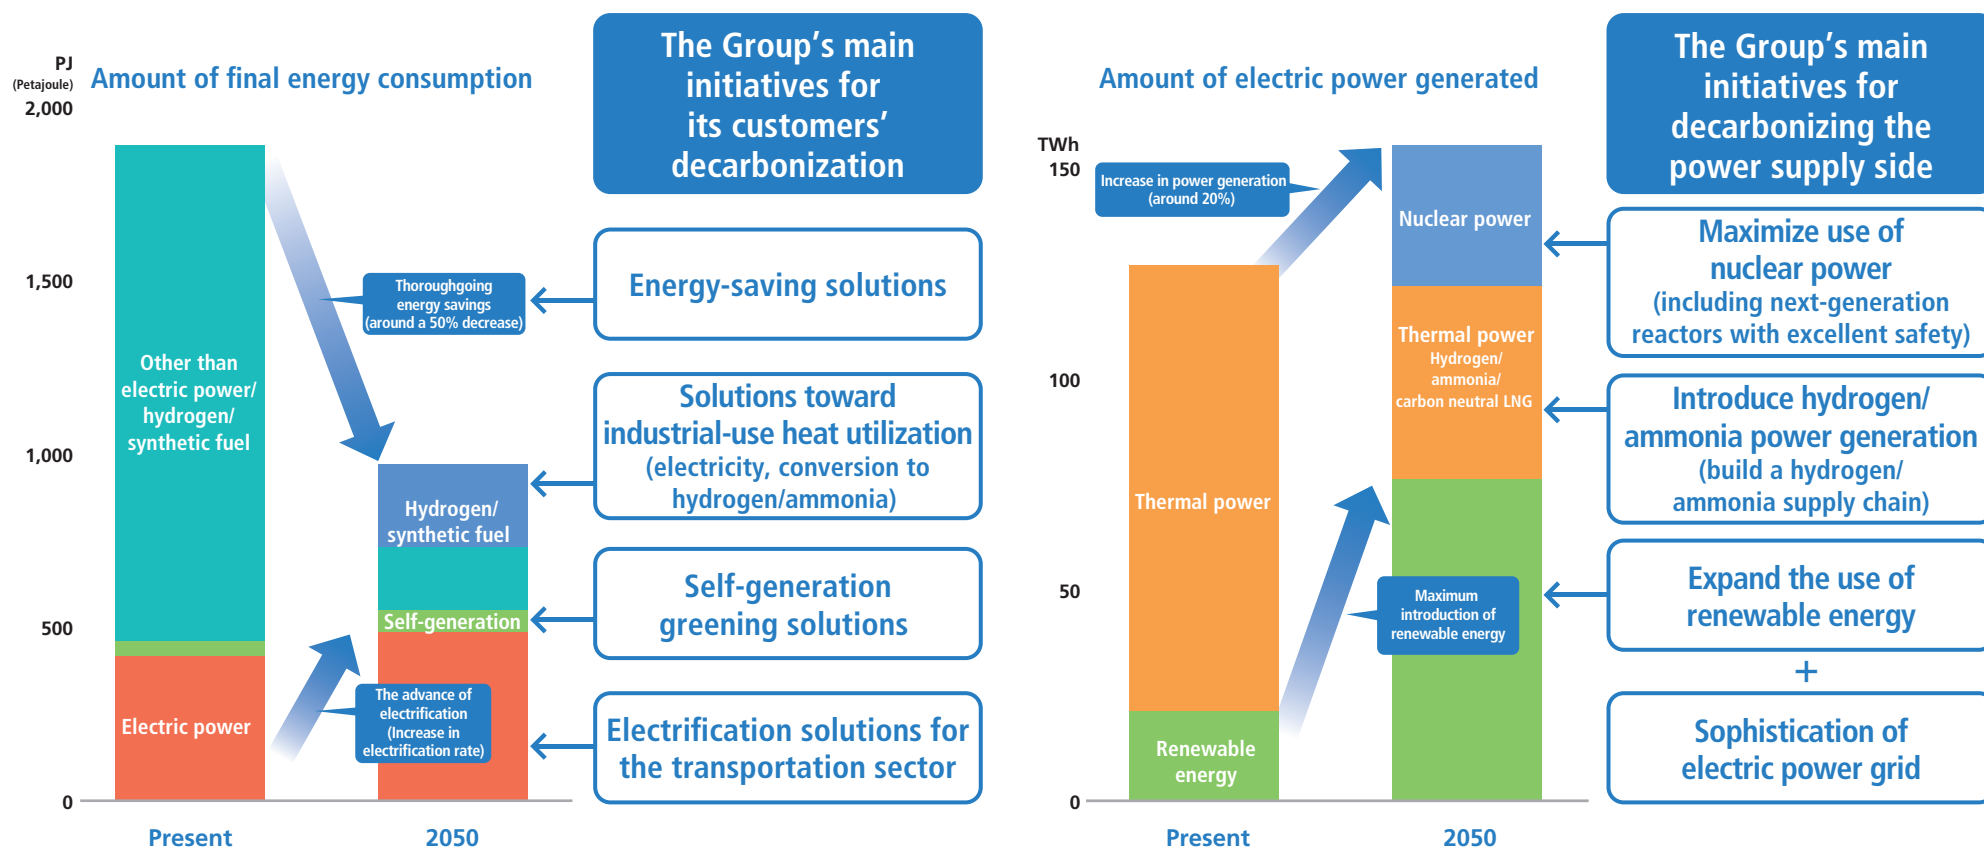 PJ
(Petajoule)
Amount of final energy consumption
2,000
1,500
1,000
500
0
Other than
electric power/
hydrogen/
synthetic fuel
Electric power
Present
Thoroughgoing
energy savings
(around a 50% decrease)
The advance of
electrification
(Increase in
electrification rate)
Hydrogen/
synthetic fuel
Self-generation
2050
The Group’s main
initiatives for
its customers’
decarbonization
Energy-saving solutions
Solutions toward
industrial-use heat utilization
(electricity, conversion to
hydrogen/ammonia)
Self-generation
greening solutions
Electrification solutions for
the transportation sector
Amount of electric power generated
TWh
150
100
50
0
Increase in power generation
(around 20%)
Thermal power
Renewable
energy
Present
Nuclear power
Thermal power
Hydrogen/
ammonia/
carbon neutral LNG
Maximum
introduction of
renewable energy
2050
The Group’s main
initiatives for
decarbonizing the
power supply side
Maximize use of
nuclear power
(including next-generation
reactors with excellent safety)
Introduce hydrogen/
ammonia power generation
(build a hydrogen/
ammonia supply chain)
Expand the use of
renewable energy
+
Sophistication of
electric power grid